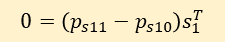 0 = (p_{s11} − p_{s10})s_1^T